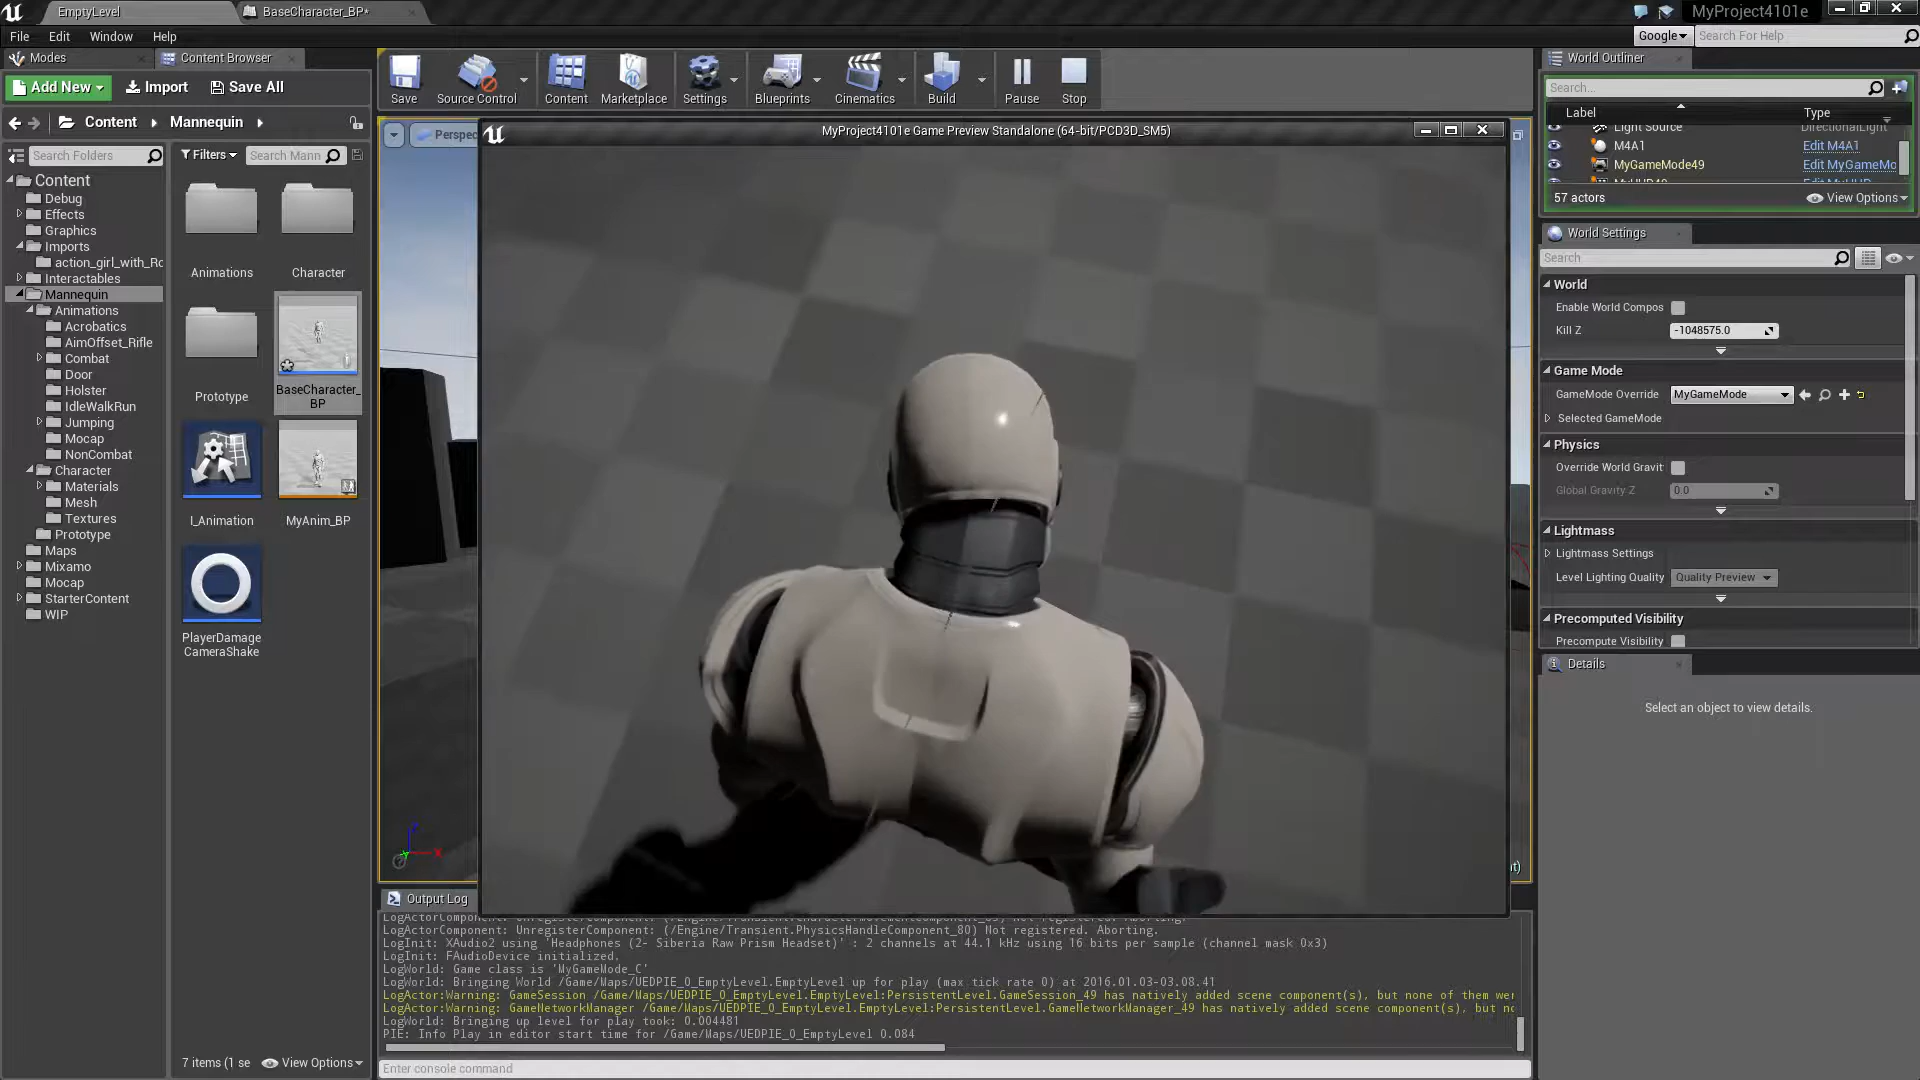 EmptyLevel
BaseCharacter_BP*
MyProject4101e
File Edit Window Help
Google
Search For Help
Modes
Content Browser
Add New
Import
Save All
Content
Mannequin
Search Folders
Filters
Search Mann
Content
Debug
Effects
Graphics
Imports
action_girl_with_Rc
Interactables
Mannequin
Animations
Acrobatics
AimOffset_Rifle
Combat
Door
Holster
IdleWalkRun
Jumping
Mocap
NonCombat
Character
Materials
Mesh
Textures
Prototype
Maps
Mixamo
Mocap
StarterContent
WIP
Animations
Character
Prototype
BaseCharacter_
BP
I_Animation
MyAnim_BP
PlayerDamage
CameraShake
7 items (1 se
View Options
Save
Source Control
Content
Marketplace
Settings
Blueprints
Cinematics
Build
Pause
Stop
Perspec
MyProject4101e Game Preview Standalone (64-bit/PCD3D_SM5)
Output Log
LogActorComponent: UnregisterComponent: (/Engine/Transient.PhysicsHandleComponent_80) Not registered. Aborting.
LogInit: XAudio2 using 'Headphones (2- Siberia Raw Prism Headset)' : 2 channels at 44.1 kHz using 16 bits per sample (channel mask 0x3)
LogInit: FAudioDevice initialized.
LogWorld: Game class is 'MyGameMode_C'
LogWorld: Bringing World /Game/Maps/UEDPIE_0_EmptyLevel.EmptyLevel up for play (max tick rate 0) at 2016.01.03-03.08.41
LogActor:Warning: GameSession /Game/Maps/UEDPIE_0_EmptyLevel.EmptyLevel:PersistentLevel.GameSession_49 has natively added scene component(s), but none of them wer
LogActor:Warning: GameNetworkManager /Game/Maps/UEDPIE_0_EmptyLevel.EmptyLevel:PersistentLevel.GameNetworkManager_49 has natively added scene component(s), but no
LogWorld: Bringing up level for play took: 0.004481
PIE: Info Play in editor start time for /Game/Maps/UEDPIE_0_EmptyLevel 0.084
Enter console command
World Outliner
Search...
Label Type
Light Source DirectionalLight
M4A1 Edit M4A1
MyGameMode49 Edit MyGameMo
57 actors
View Options
World Settings
Search
World
Enable World Compos
Kill Z -1048575.0
Game Mode
GameMode Override MyGameMode
Selected GameMode
Physics
Override World Gravit
Global Gravity Z 0.0
Lightmass
Lightmass Settings
Level Lighting Quality Quality Preview
Precomputed Visibility
Precompute Visibility
Details
Select an object to view details.